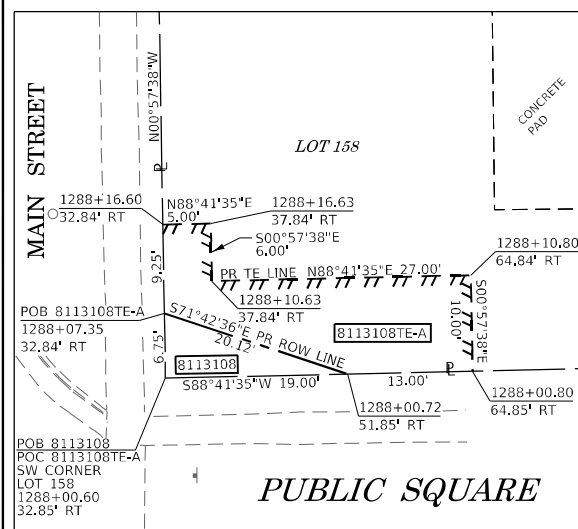 MAIN STREET
N00°57'38"W
LOT 158
CONCRETE
PAD
PL
1288+16.60
32.84' RT
N88°41'35"E
5.00'
1288+16.63
37.84' RT
S00°57'38"E
6.00'
1288+10.80
64.84' RT
PR TE LINE N88°41'35"E 27.00'
9.25'
1288+10.63
37.84' RT
S00°57'38"E
10.00'
POB 8113108TE-A
1288+07.35
32.84' RT
S71°42'36"E PR ROW LINE
20.12'
8113108TE-A
6.75'
8113108
S88°41'35"W 19.00'
13.00'
PL
1288+00.80
64.85' RT
1288+00.72
51.85' RT
POB 8113108
POC 8113108TE-A
SW CORNER
LOT 158
1288+00.60
32.85' RT
PUBLIC SQUARE